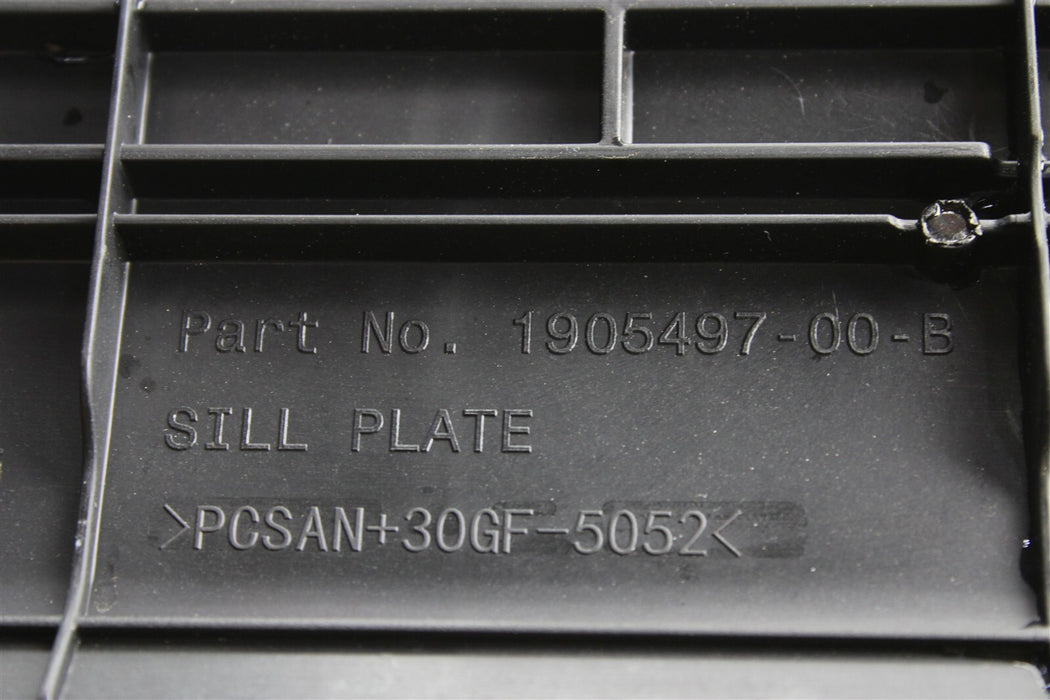 Part No. 1905497-00-B
SILL PLATE
>PCSAN+30GF-5052<